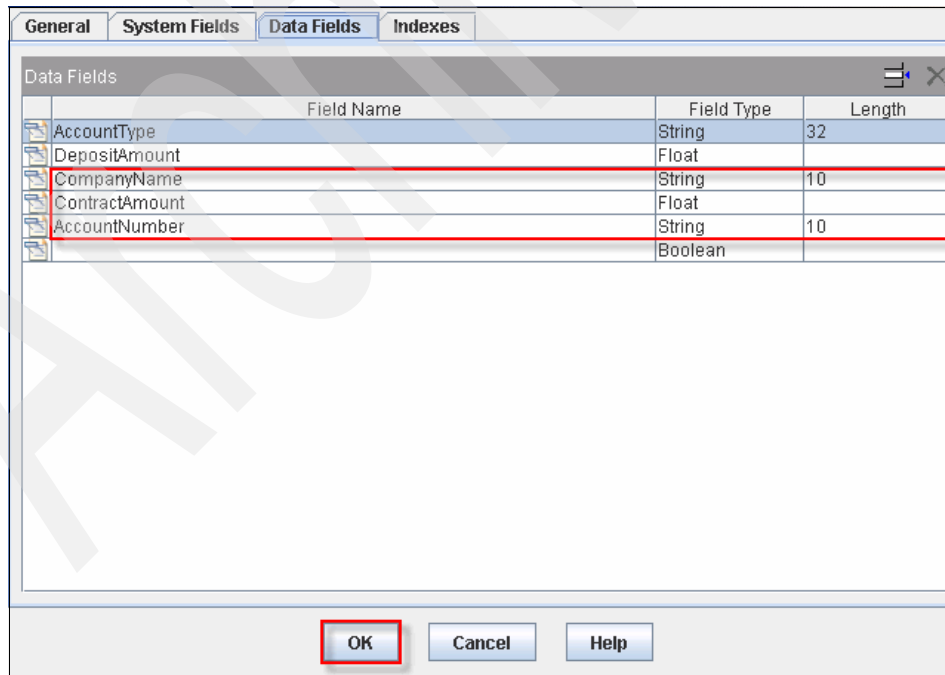 General System Fields Data Fields Indexes
Data Fields
Field Name Field Type Length
AccountType String 32
DepositAmount Float
CompanyName String 10
ContractAmount Float
AccountNumber String 10
Boolean
OK Cancel Help